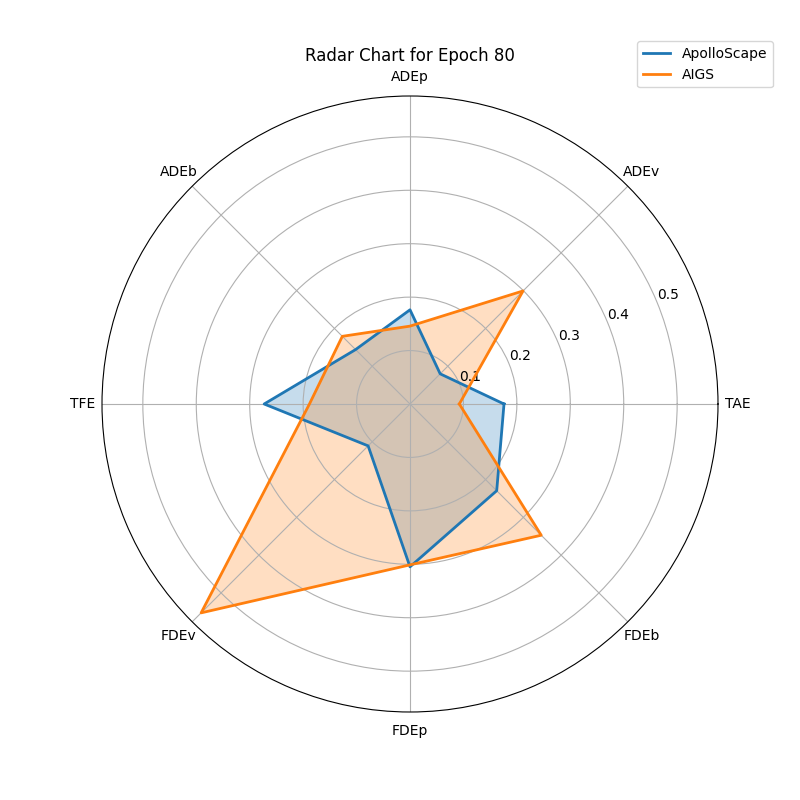 Radar Chart for Epoch 80
ApolloScape
AIGS
ADEp
ADEb
ADEv
0.5
0.4
0.3
0.2
0.1
TFE
TAE
FDEv
FDEb
FDEp